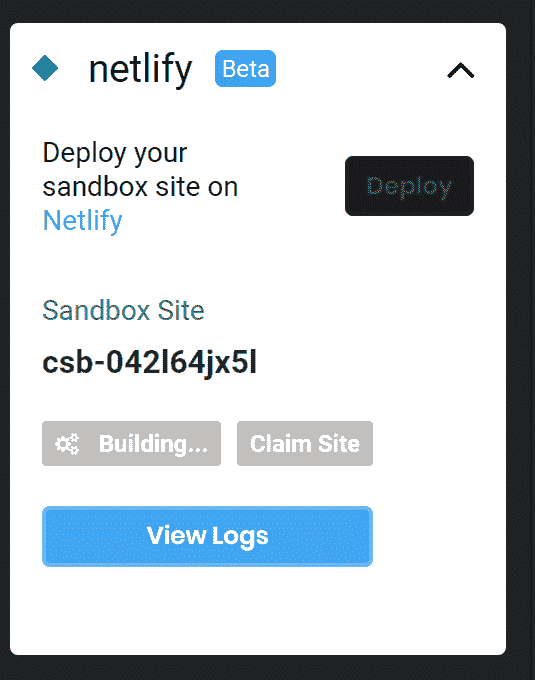 netlify Beta
Deploy your
sandbox site on
Netlify
Deploy
Sandbox Site
csb-042l64jx5l
Building... Claim Site
View Logs